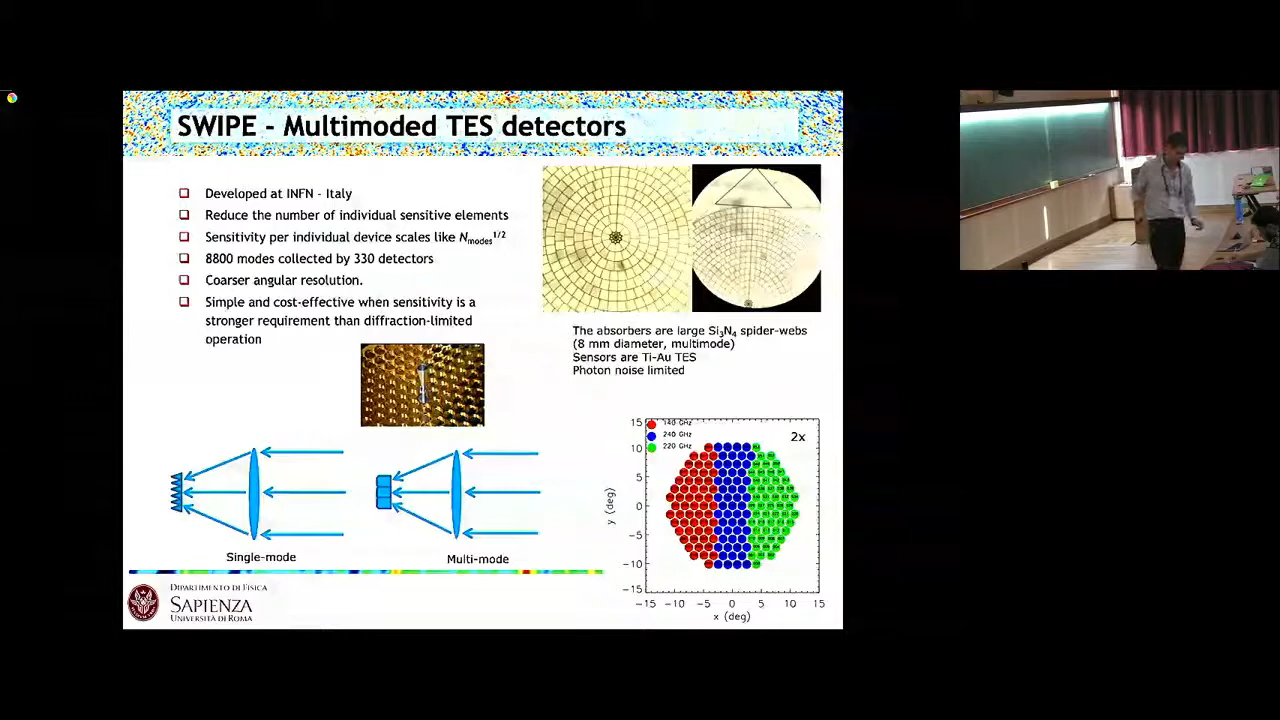 SWIPE - Multimoded TES detectors
Developed at INFN - Italy
Reduce the number of individual sensitive elements
Sensitivity per individual device scales like Nmodes1/2
8800 modes collected by 330 detectors
Coarser angular resolution.
Simple and cost-effective when sensitivity is a
stronger requirement than diffraction-limited
operation
The absorbers are large Si3N4 spider-webs
(8 mm diameter, multimode)
Sensors are Ti-Au TES
Photon noise limited
Single-mode
Multi-mode
140 GHz
240 GHz
220 GHz
2x
15
10
5
0
−5
−10
−15
y (deg)
−15 −10 −5 0 5 10 15
x (deg)
DIPARTIMENTO DI FISICA
SAPIENZA
UNIVERSITÀ DI ROMA